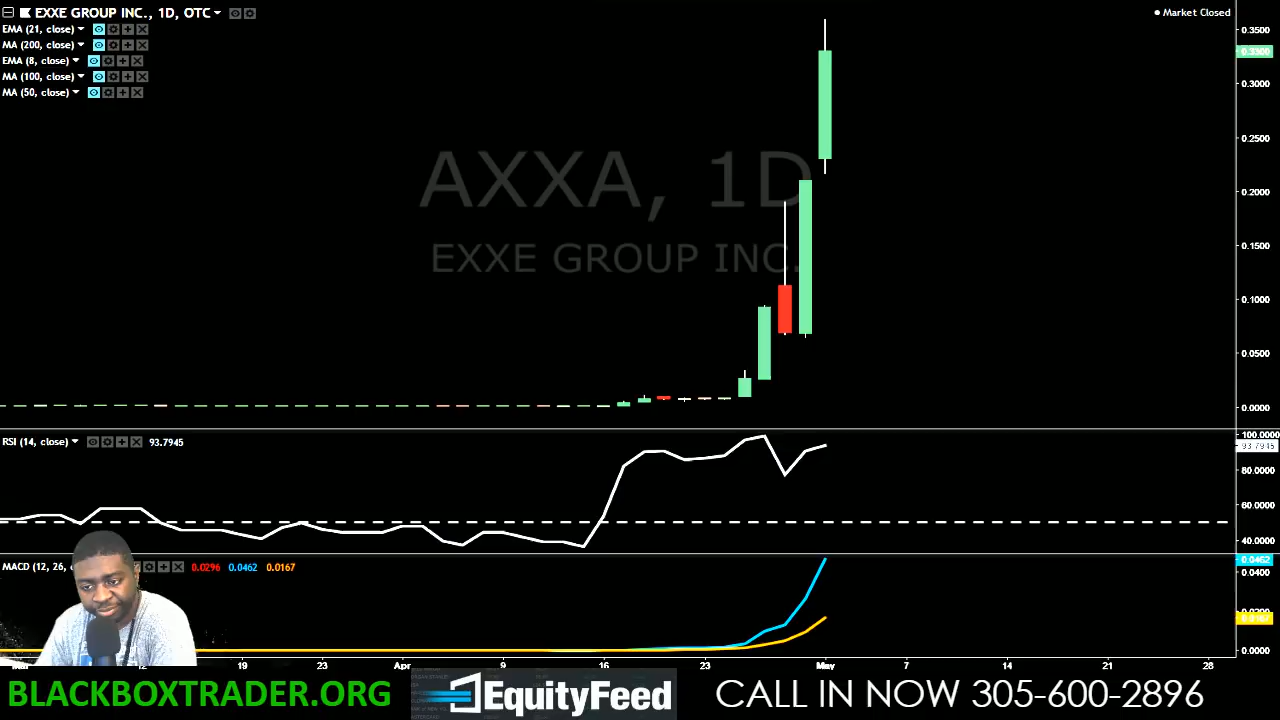 EXXE GROUP INC., 1D, OTC
Market Closed
EMA (21, close)
MA (200, close)
EMA (8, close)
MA (100, close)
MA (50, close)
0.3500
0.3300
0.3000
0.2500
0.2000
0.1500
0.1000
0.0500
0.0000
AXXA, 1D
EXXE GROUP INC.
RSI (14, close) 93.7945
100.0000
93.7945
80.0000
60.0000
40.0000
MACD (12, 26, 0.0296 0.0462 0.0167
0.0462
0.0400
0.0167
0.0000
12 19 23 Apr 9 16 23 May 7 14 21 28
BLACKBOXTRADER.ORG EquityFeed CALL IN NOW 305-600-2896